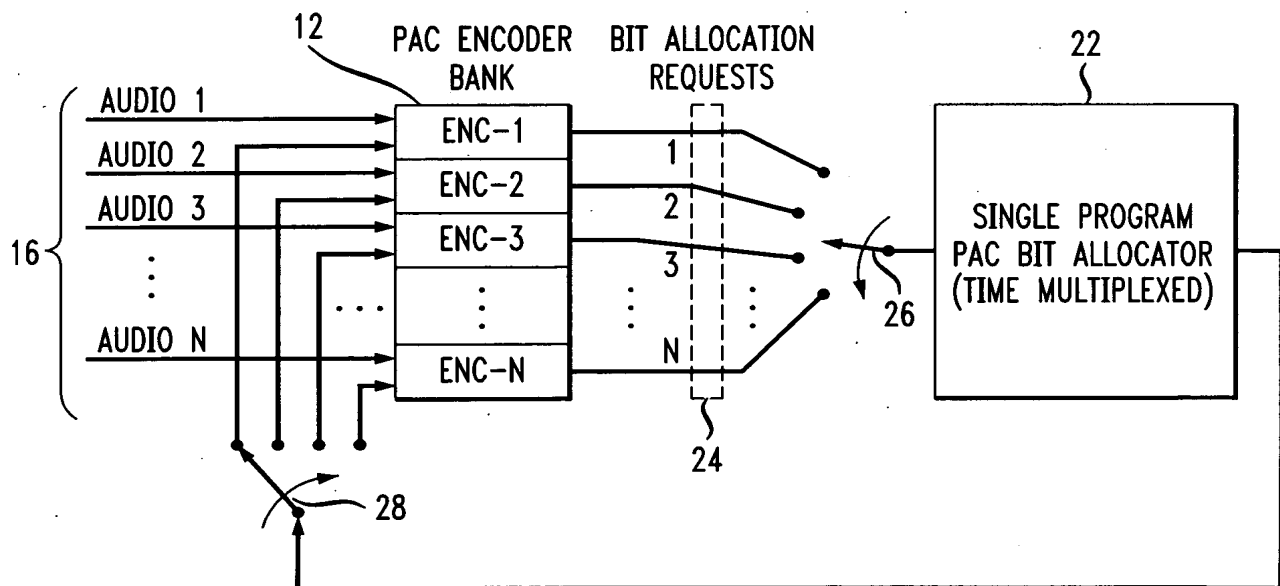 12
PAC ENCODER
BANK
BIT ALLOCATION
REQUESTS
22
16
AUDIO 1
AUDIO 2
AUDIO 3
AUDIO N
ENC-1
ENC-2
ENC-3
ENC-N
1
2
3
N
24
26
SINGLE PROGRAM
PAC BIT ALLOCATOR
(TIME MULTIPLEXED)
28